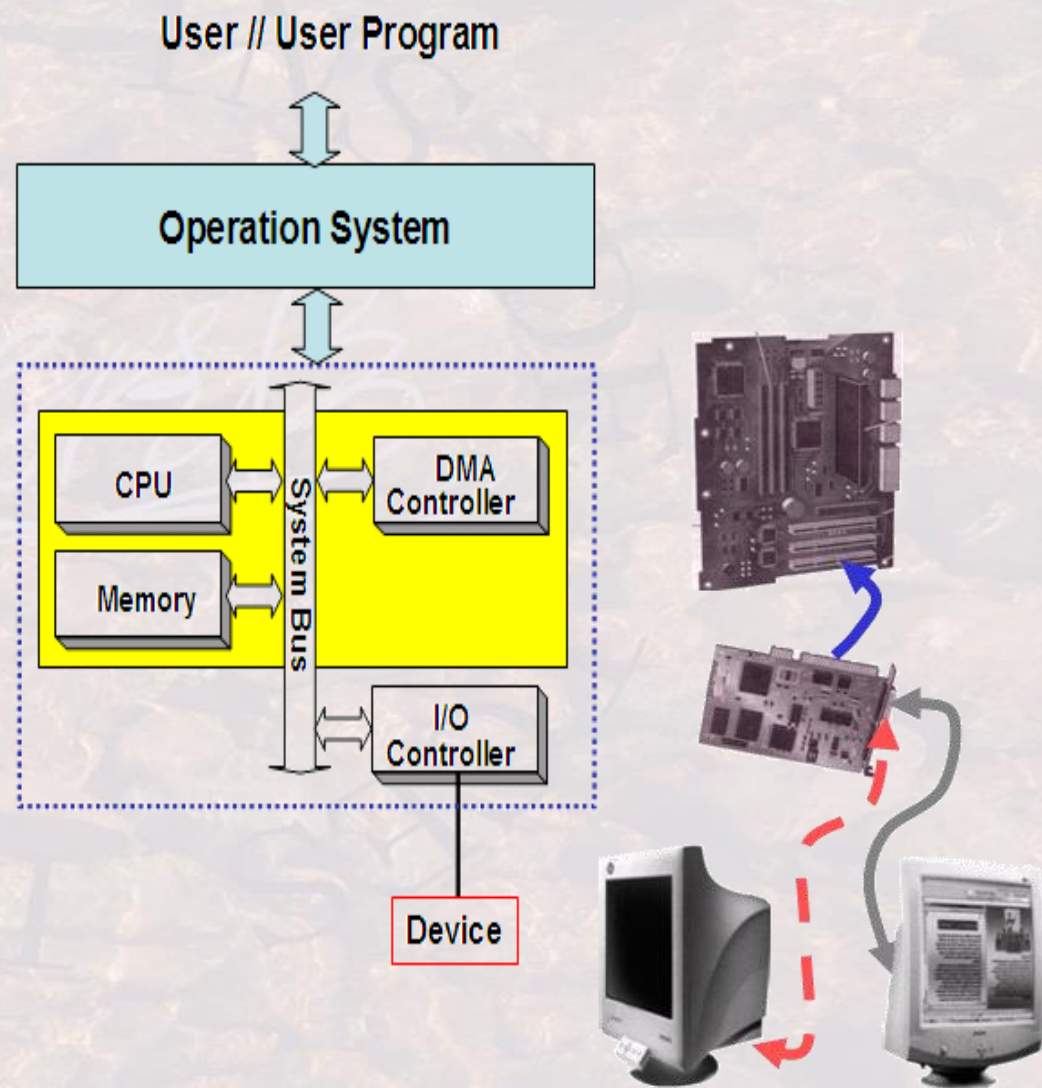 User // User Program
Operation System
CPU
DMA
Controller
System Bus
Memory
I/O
Controller
Device